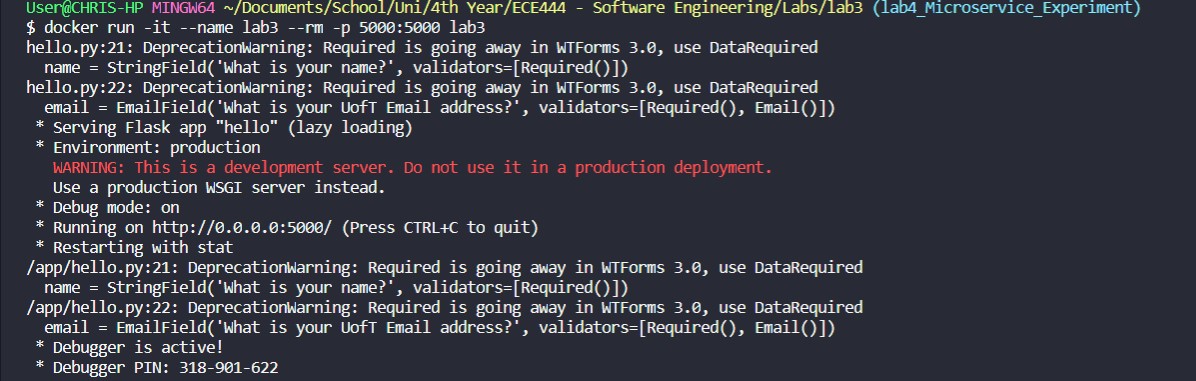 User@CHRIS-HP MINGW64 ~/Documents/School/Uni/4th Year/ECE444 - Software Engineering/Labs/lab3 (lab4_Microservice_Experiment)
$ docker run -it --name lab3 --rm -p 5000:5000 lab3
hello.py:21: DeprecationWarning: Required is going away in WTForms 3.0, use DataRequired
  name = StringField('What is your name?', validators=[Required()])
hello.py:22: DeprecationWarning: Required is going away in WTForms 3.0, use DataRequired
  email = EmailField('What is your UofT Email address?', validators=[Required(), Email()])
 * Serving Flask app "hello" (lazy loading)
 * Environment: production
   WARNING: This is a development server. Do not use it in a production deployment.
   Use a production WSGI server instead.
 * Debug mode: on
 * Running on http://0.0.0.0:5000/ (Press CTRL+C to quit)
 * Restarting with stat
/app/hello.py:21: DeprecationWarning: Required is going away in WTForms 3.0, use DataRequired
  name = StringField('What is your name?', validators=[Required()])
/app/hello.py:22: DeprecationWarning: Required is going away in WTForms 3.0, use DataRequired
  email = EmailField('What is your UofT Email address?', validators=[Required(), Email()])
 * Debugger is active!
 * Debugger PIN: 318-901-622